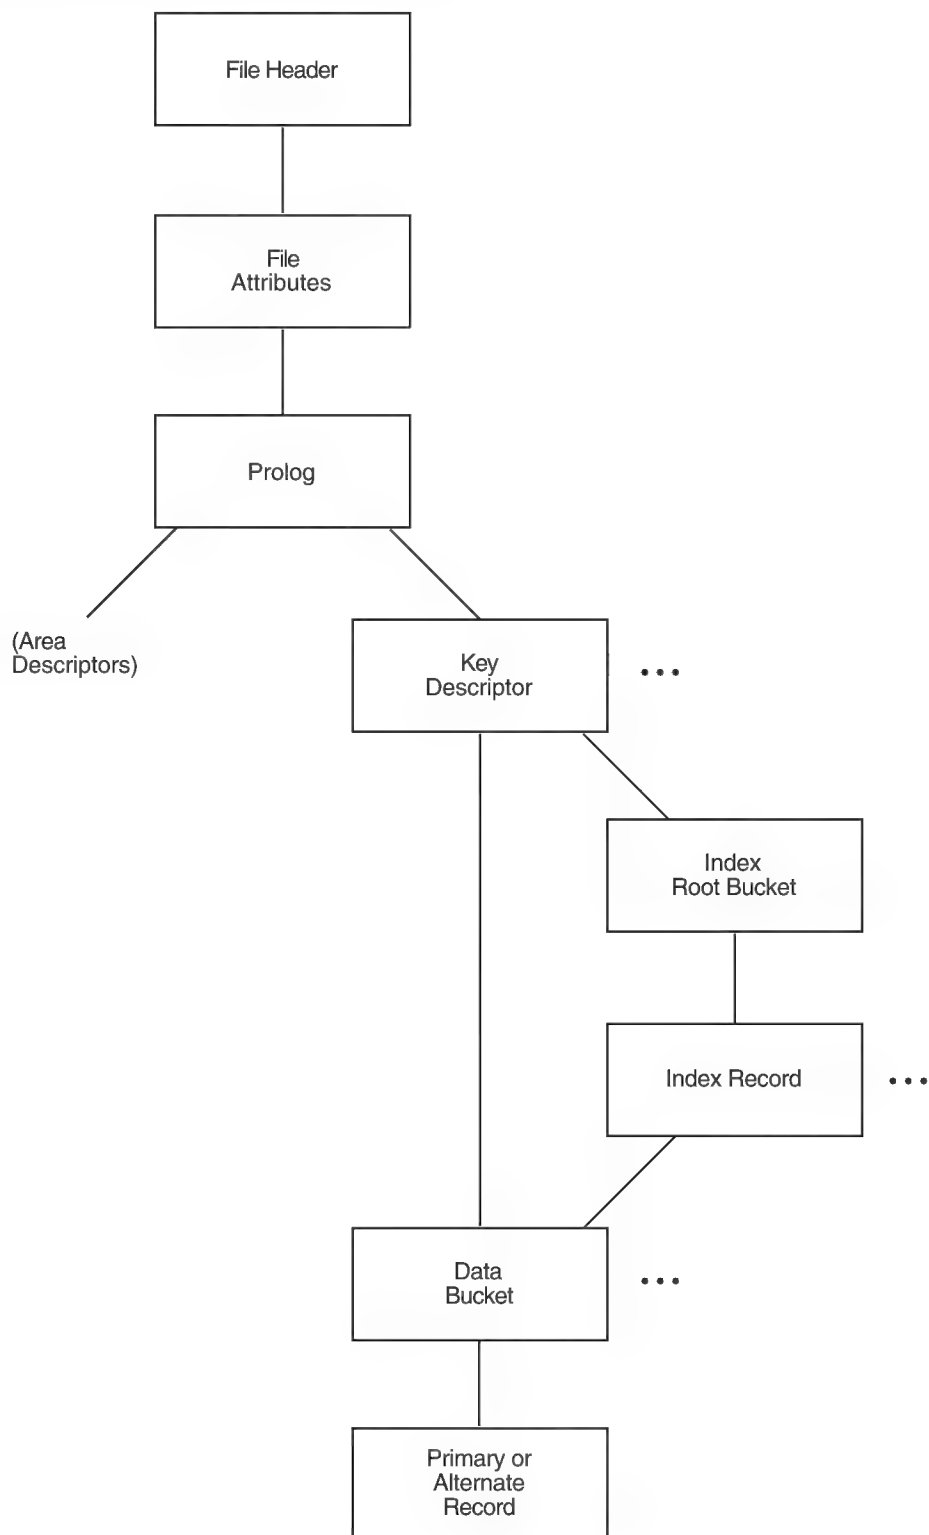 File Header
File
Attributes
Prolog
(Area
Descriptors)
Key
Descriptor
• • •
Index
Root Bucket
Index Record
• • •
Data
Bucket
• • •
Primary or
Alternate
Record